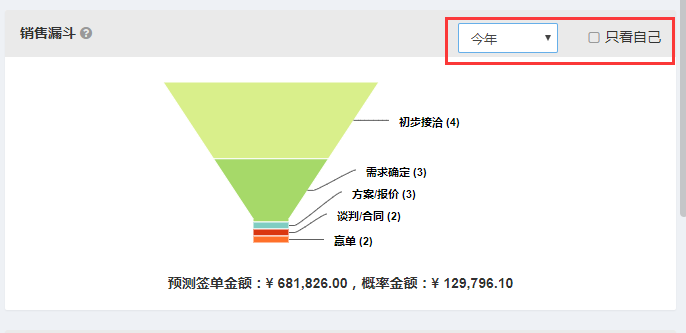 销售漏斗 ?
今年
只看自己
初步接洽 (4)
需求确定 (3)
方案/报价 (3)
谈判/合同 (2)
赢单 (2)
预测签单金额：¥ 681,826.00，概率金额：¥ 129,796.10